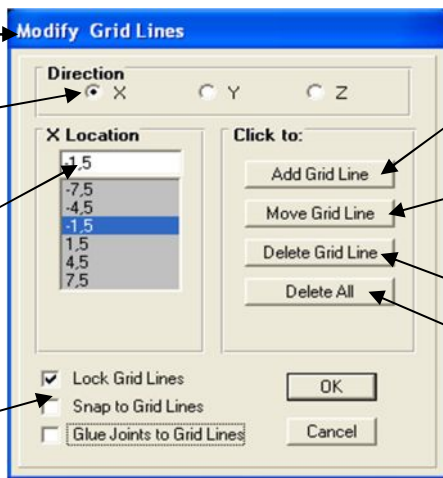 Modify Grid Lines
Direction
X Y Z
X Location
-1,5
-7,5
-4,5
-1,5
1,5
4,5
7,5
Click to:
Add Grid Line
Move Grid Line
Delete Grid Line
Delete All
Lock Grid Lines
Snap to Grid Lines
Glue Joints to Grid Lines
OK
Cancel